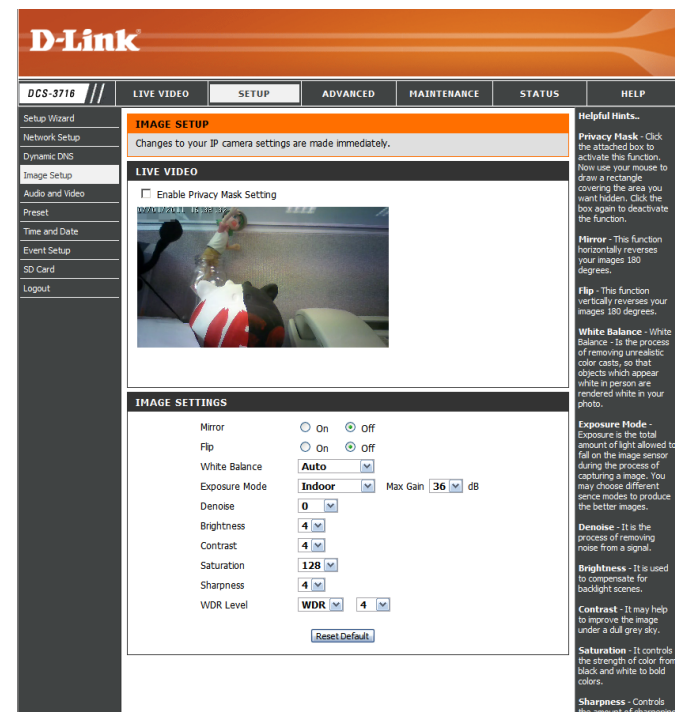 D-Link
DCS-3716
LIVE VIDEO
SETUP
ADVANCED
MAINTENANCE
STATUS
HELP
Setup Wizard
Network Setup
Dynamic DNS
Image Setup
Audio and Video
Preset
Time and Date
Event Setup
SD Card
Logout
IMAGE SETUP
Changes to your IP camera settings are made immediately.
LIVE VIDEO
Enable Privacy Mask Setting
IMAGE SETTINGS
Mirror On Off
Flip On Off
White Balance Auto
Exposure Mode Indoor Max Gain 36 dB
Denoise 0
Brightness 4
Contrast 4
Saturation 128
Sharpness 4
WDR Level WDR 4
Reset Default
Helpful Hints..
Privacy Mask - Click
the attached box to
activate this function.
Now use your mouse to
draw a rectangle
covering the area you
want hidden. Click the
box again to deactivate
the function.
Mirror - This function
horizontally reverses
your images 180
degrees.
Flip - This function
vertically reverses your
images 180 degrees.
White Balance - White
Balance - Is the process
of removing unrealistic
color casts, so that
objects which appear
white in person are
rendered white in your
photo.
Exposure Mode -
Exposure is the total
amount of light allowed to
fall on the image sensor
during the process of
capturing a image. You
may choose different
sence modes to produce
the better images.
Denoise - It is the
process of removing
noise from a signal.
Brightness - It is used
to compensate for
backlight scenes.
Contrast - It may help
to improve the image
under a dull grey sky.
Saturation - It controls
the strength of color from
black and white to bold
colors.
Sharpness - Controls
the amount of sharpening